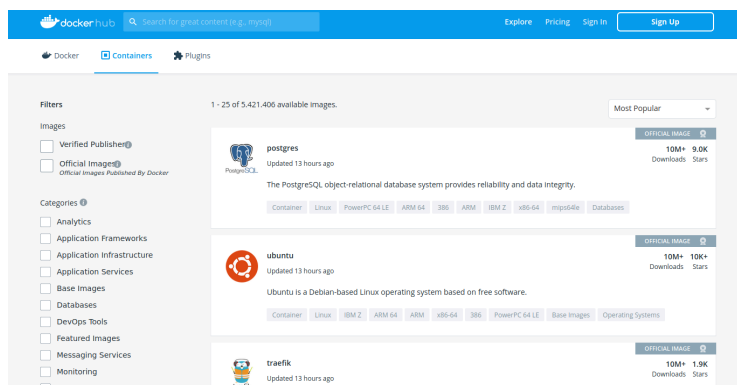 dockerhub Search for great content (e.g., mysql) Explore Pricing Sign In Sign Up
Docker Containers Plugins
Filters
1 - 25 of 5.421.406 available images.
Most Popular
Images
Verified Publisher
Official Images
Official Images Published By Docker
Categories
Analytics
Application Frameworks
Application Infrastructure
Application Services
Base Images
Databases
DevOps Tools
Featured Images
Messaging Services
Monitoring
OFFICIAL IMAGE
PostgreSQL
postgres
10M+ 9.0K
Updated 13 hours ago
Downloads Stars
The PostgreSQL object-relational database system provides reliability and data integrity.
Container Linux PowerPC 64 LE ARM 64 386 ARM IBM Z x86-64 mips64le Databases
OFFICIAL IMAGE
ubuntu
10M+ 10K+
Updated 13 hours ago
Downloads Stars
Ubuntu is a Debian-based Linux operating system based on free software.
Container Linux IBM Z ARM 64 ARM x86-64 386 PowerPC 64 LE Base Images Operating Systems
OFFICIAL IMAGE
traefik
10M+ 1.9K
Updated 13 hours ago
Downloads Stars